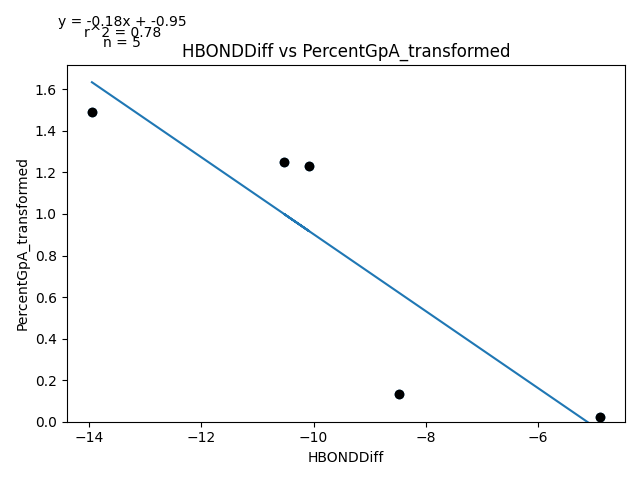 y = -0.18x + -0.95
r^2 = 0.78
n = 5
HBONDDiff vs PercentGpA_transformed
1.6
1.4
1.2
1.0
0.8
0.6
0.4
0.2
0.0
PercentGpA_transformed
−14 −12 −10 −8 −6
HBONDDiff